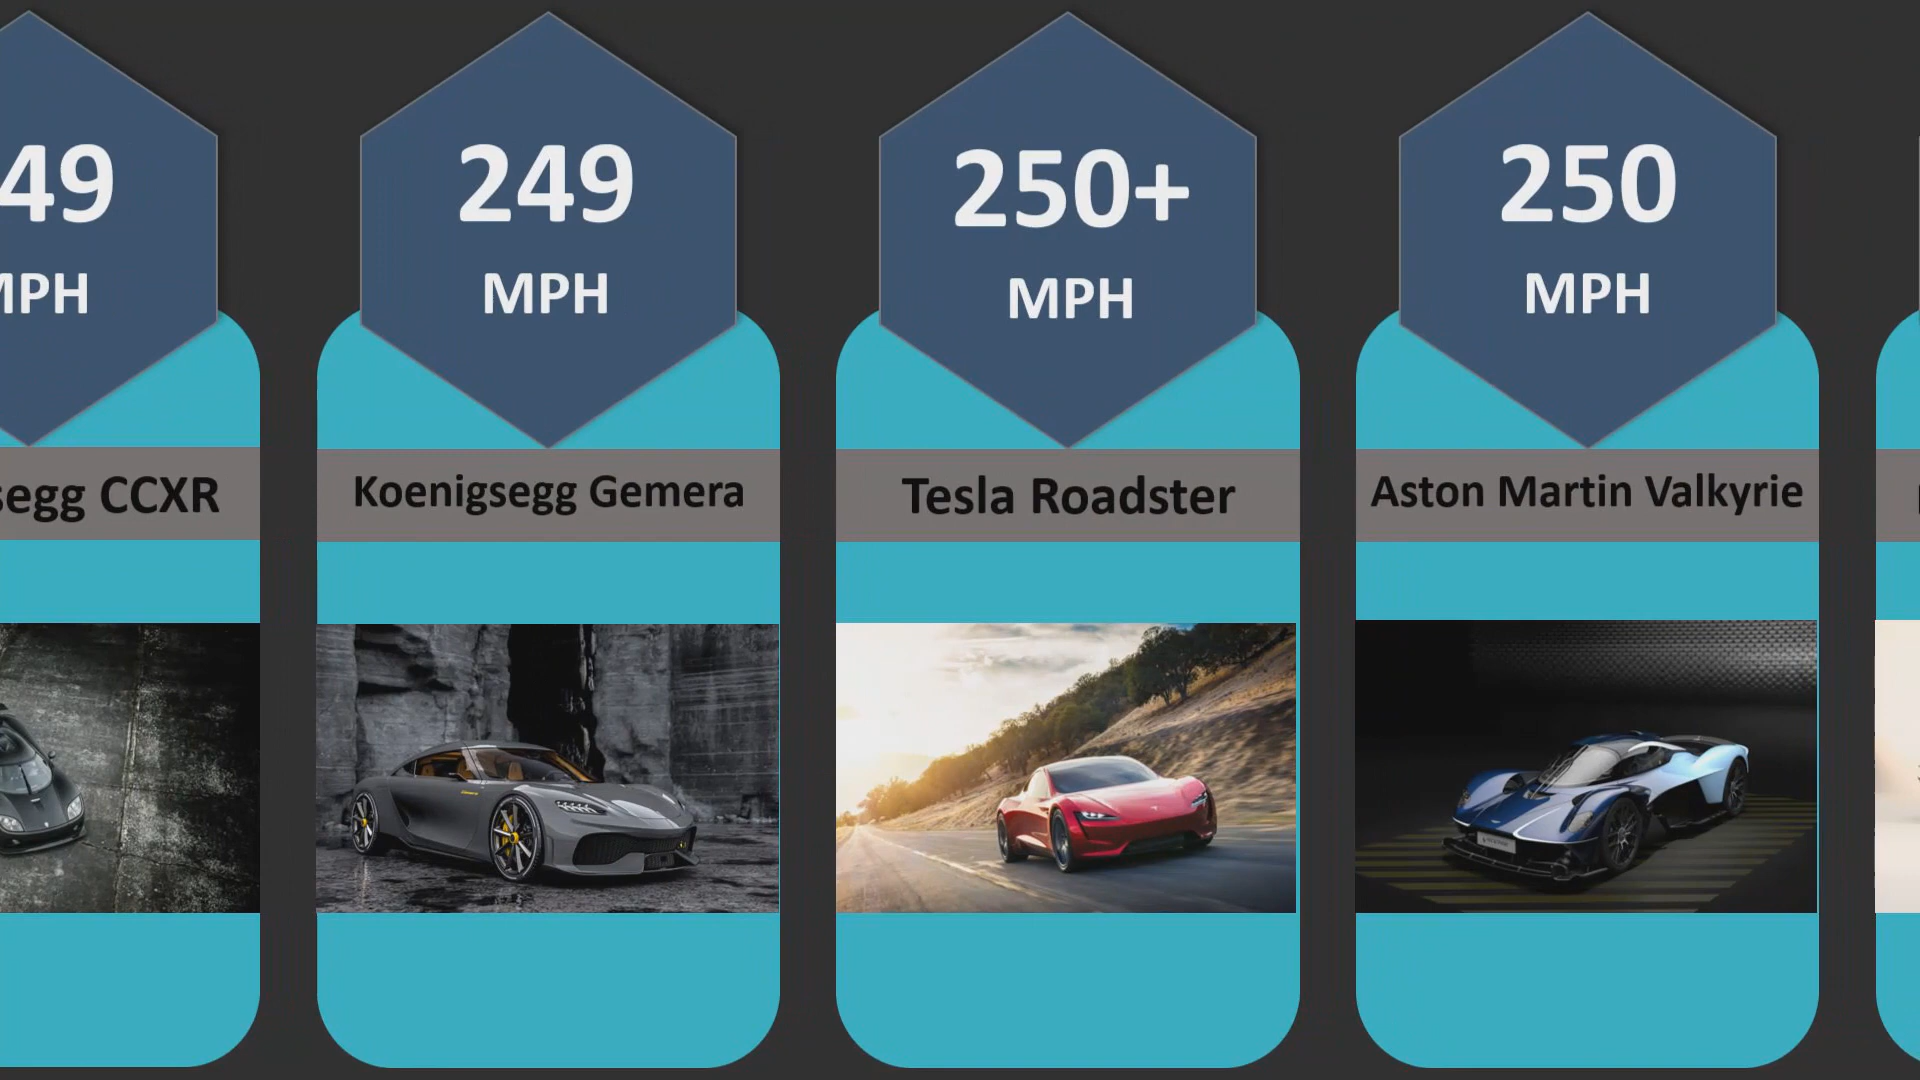 49
MPH
segg CCXR
249
MPH
Koenigsegg Gemera
250+
MPH
Tesla Roadster
250
MPH
Aston Martin Valkyrie